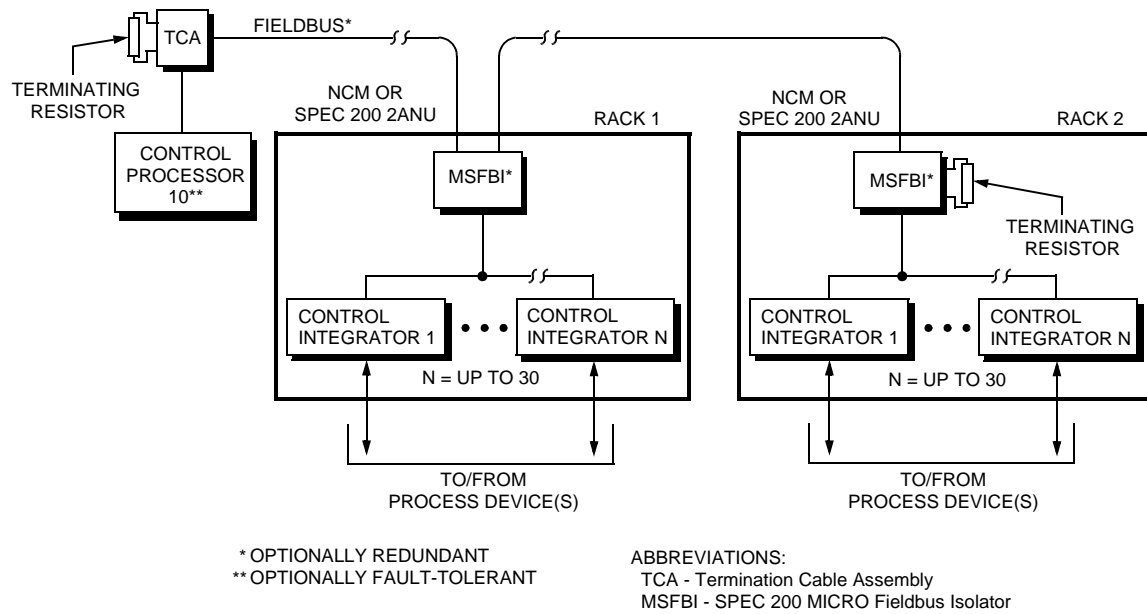 TCA
FIELDBUS*
TERMINATING
RESISTOR
CONTROL
PROCESSOR
10**
NCM OR
SPEC 200 2ANU
RACK 1
MSFBI*
CONTROL
INTEGRATOR 1
CONTROL
INTEGRATOR N
N = UP TO 30
TO/FROM
PROCESS DEVICE(S)
NCM OR
SPEC 200 2ANU
RACK 2
MSFBI*
TERMINATING
RESISTOR
CONTROL
INTEGRATOR 1
CONTROL
INTEGRATOR N
N = UP TO 30
TO/FROM
PROCESS DEVICE(S)
* OPTIONALLY REDUNDANT
** OPTIONALLY FAULT-TOLERANT
ABBREVIATIONS:
TCA - Termination Cable Assembly
MSFBI - SPEC 200 MICRO Fieldbus Isolator